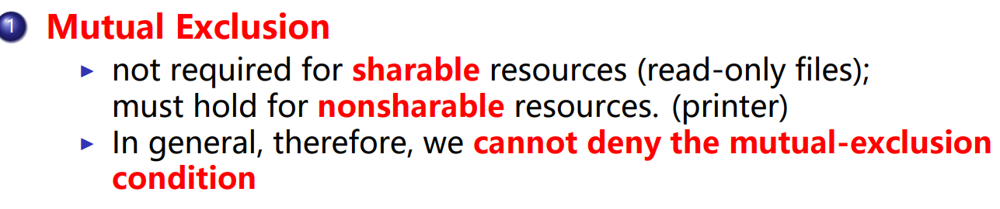 1 Mutual Exclusion
▶ not required for sharable resources (read-only files);
must hold for nonsharable resources. (printer)
▶ In general, therefore, we cannot deny the mutual-exclusion
condition